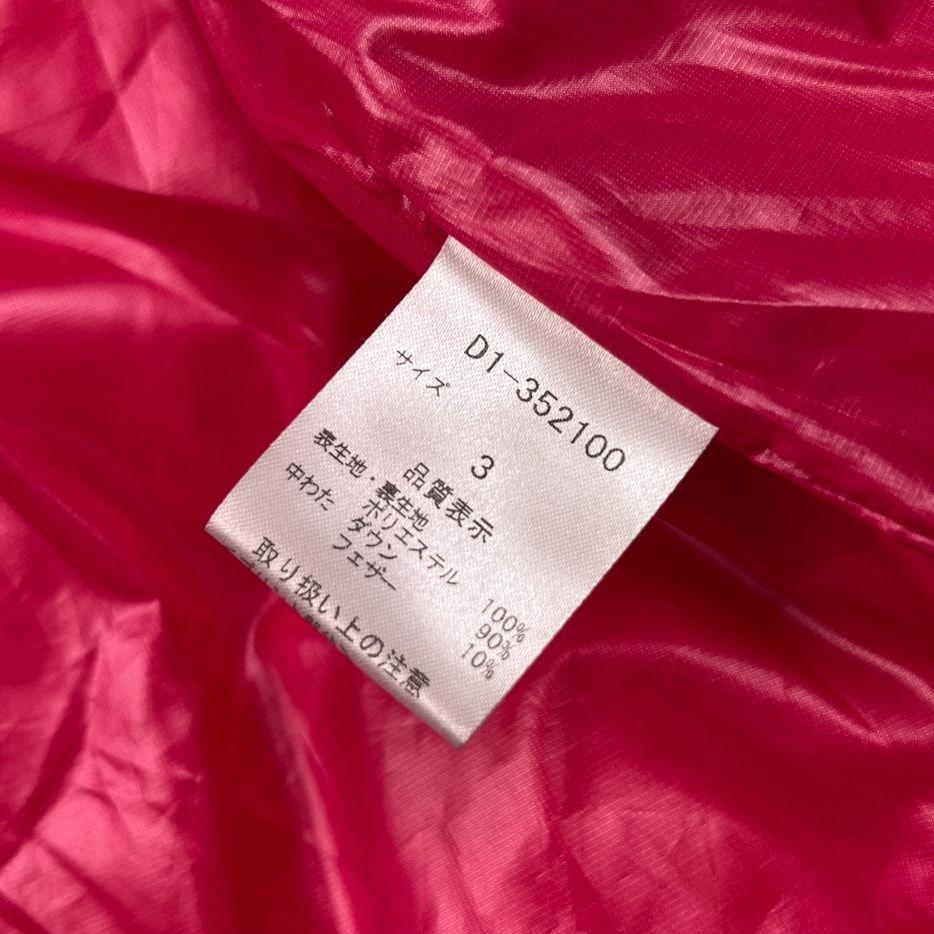 D1-352100
サイズ 3
品質表示
表生地・裏生地
ポリエステル 100%
中わた ダウン 90%
フェザー 10%
取り扱い上の注意